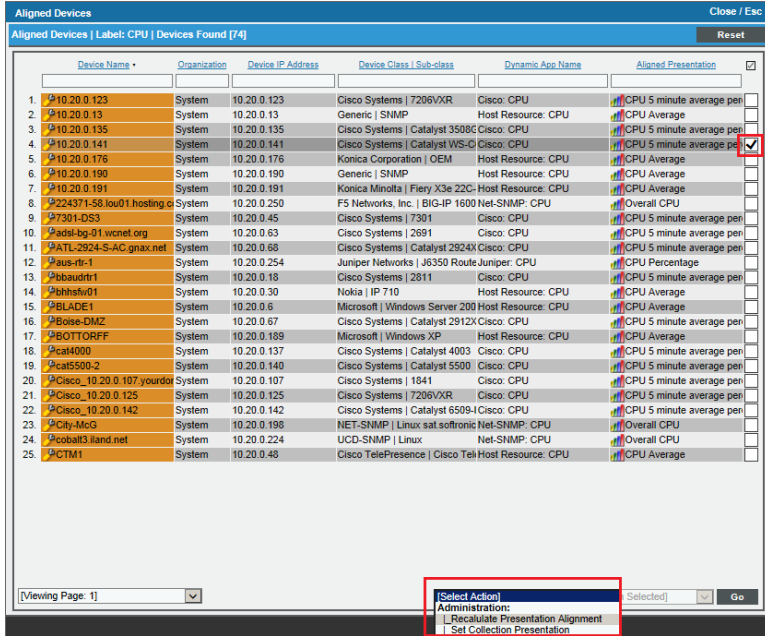 Aligned Devices Close / Esc
Aligned Devices | Label: CPU | Devices Found [74] Reset
Device Name Organization Device IP Address Device Class | Sub-class Dynamic App Name Aligned Presentation
1. 10.20.0.123 System 10.20.0.123 Cisco Systems | 7206VXR Cisco: CPU CPU 5 minute average per
2. 10.20.0.13 System 10.20.0.13 Generic | SNMP Host Resource: CPU CPU Average
3. 10.20.0.135 System 10.20.0.135 Cisco Systems | Catalyst 3508G Cisco: CPU CPU 5 minute average per
4. 10.20.0.141 System 10.20.0.141 Cisco Systems | Catalyst WS-C Cisco: CPU CPU 5 minute average per
5. 10.20.0.176 System 10.20.0.176 Konica Corporation | OEM Host Resource: CPU CPU Average
6. 10.20.0.190 System 10.20.0.190 Generic | SNMP Host Resource: CPU CPU Average
7. 10.20.0.191 System 10.20.0.191 Konica Minolta | Fiery X3e 22C- Host Resource: CPU CPU Average
8. 224371-58.lou01.hosting.c System 10.20.0.250 F5 Networks, Inc. | BIG-IP 1600 Net-SNMP: CPU Overall CPU
9. 7301-DS3 System 10.20.0.45 Cisco Systems | 7301 Cisco: CPU CPU 5 minute average per
10. adsl-bg-01.wcnet.org System 10.20.0.63 Cisco Systems | 2691 Cisco: CPU CPU 5 minute average per
11. ATL-2924-S-AC.gnax.net System 10.20.0.68 Cisco Systems | Catalyst 2924X Cisco: CPU CPU 5 minute average per
12. aus-rtr-1 System 10.20.0.254 Juniper Networks | J6350 Route Juniper: CPU CPU Percentage
13. bbaudrtr1 System 10.20.0.18 Cisco Systems | 2811 Cisco: CPU CPU 5 minute average per
14. bhhsfw01 System 10.20.0.30 Nokia | IP 710 Host Resource: CPU CPU Average
15. BLADE1 System 10.20.0.6 Microsoft | Windows Server 200 Host Resource: CPU CPU Average
16. Boise-DMZ System 10.20.0.67 Cisco Systems | Catalyst 2912X Cisco: CPU CPU 5 minute average per
17. BOTTORFF System 10.20.0.189 Microsoft | Windows XP Host Resource: CPU CPU Average
18. cat4000 System 10.20.0.137 Cisco Systems | Catalyst 4003 Cisco: CPU CPU 5 minute average per
19. cat5500-2 System 10.20.0.140 Cisco Systems | Catalyst 5500 Cisco: CPU CPU 5 minute average per
20. Cisco_10.20.0.107.yourdor System 10.20.0.107 Cisco Systems | 1841 Cisco: CPU CPU 5 minute average per
21. Cisco_10.20.0.125 System 10.20.0.125 Cisco Systems | 7206VXR Cisco: CPU CPU 5 minute average per
22. Cisco_10.20.0.142 System 10.20.0.142 Cisco Systems | Catalyst 6509-I Cisco: CPU CPU 5 minute average per
23. City-McG System 10.20.0.198 NET-SNMP | Linux sat.softronic Net-SNMP: CPU Overall CPU
24. cobalt3.iland.net System 10.20.0.224 UCD-SNMP | Linux Net-SNMP: CPU Overall CPU
25. CTM1 System 10.20.0.48 Cisco TelePresence | Cisco Tel Host Resource: CPU CPU Average
[Viewing Page: 1] [Select Action] Selected] Go
Administration:
|_Recalulate Presentation Alignment
|_Set Collection Presentation